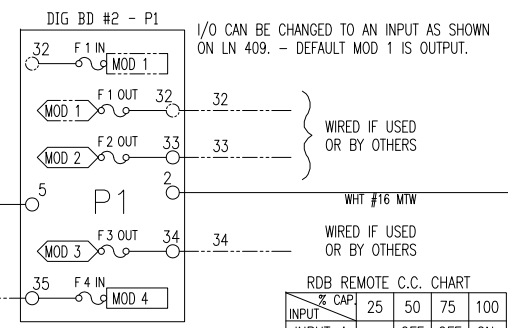 DIG BD #2 - P1
I/O CAN BE CHANGED TO AN INPUT AS SHOWN
ON LN 409. - DEFAULT MOD 1 IS OUTPUT.
32 F 1 IN
MOD 1
F 1 OUT 32 32
MOD 1
F 2 OUT 33 33
MOD 2
WIRED IF USED
OR BY OTHERS
5 P1 2
WHT #16 MTW
F 3 OUT 34 34
MOD 3
WIRED IF USED
OR BY OTHERS
35 F 4 IN
MOD 4
RDB REMOTE C.C. CHART
% CAP. 25 50 75 100
INPUT